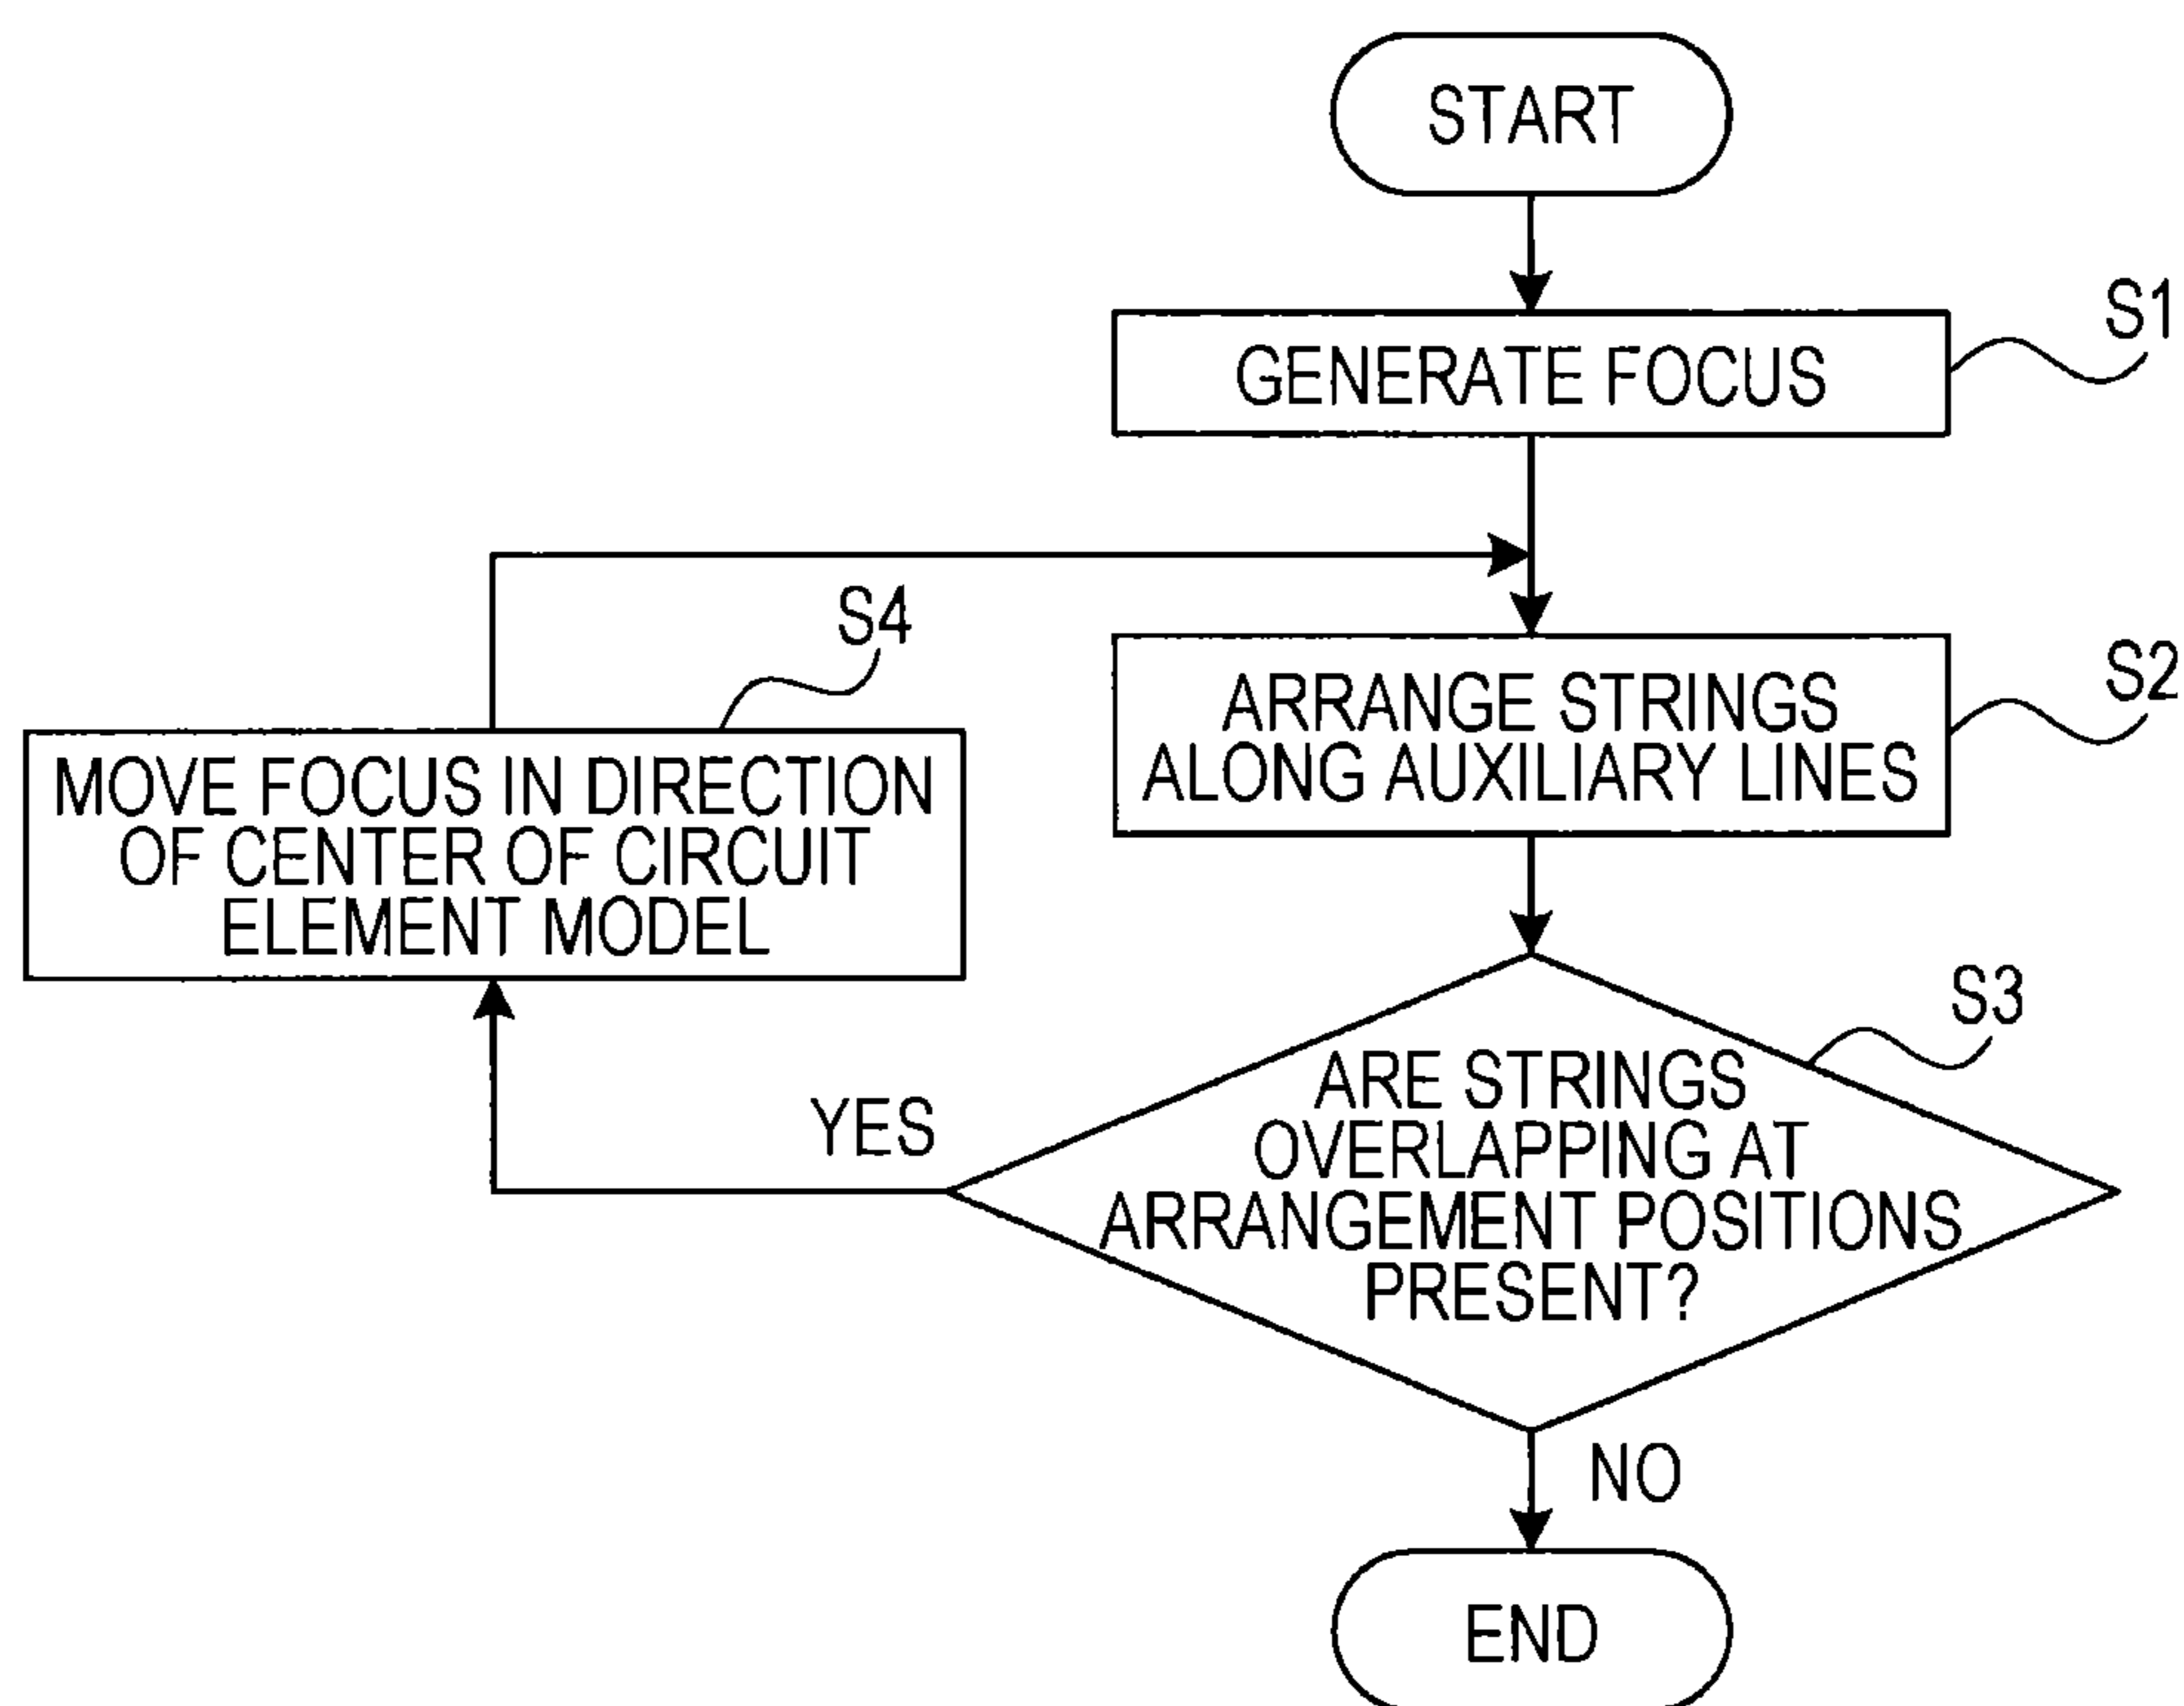 START
S1
GENERATE FOCUS
S4
S2
ARRANGE STRINGS
ALONG AUXILIARY LINES
MOVE FOCUS IN DIRECTION
OF CENTER OF CIRCUIT
ELEMENT MODEL
S3
ARE STRINGS
OVERLAPPING AT
ARRANGEMENT POSITIONS
PRESENT?
YES
NO
END